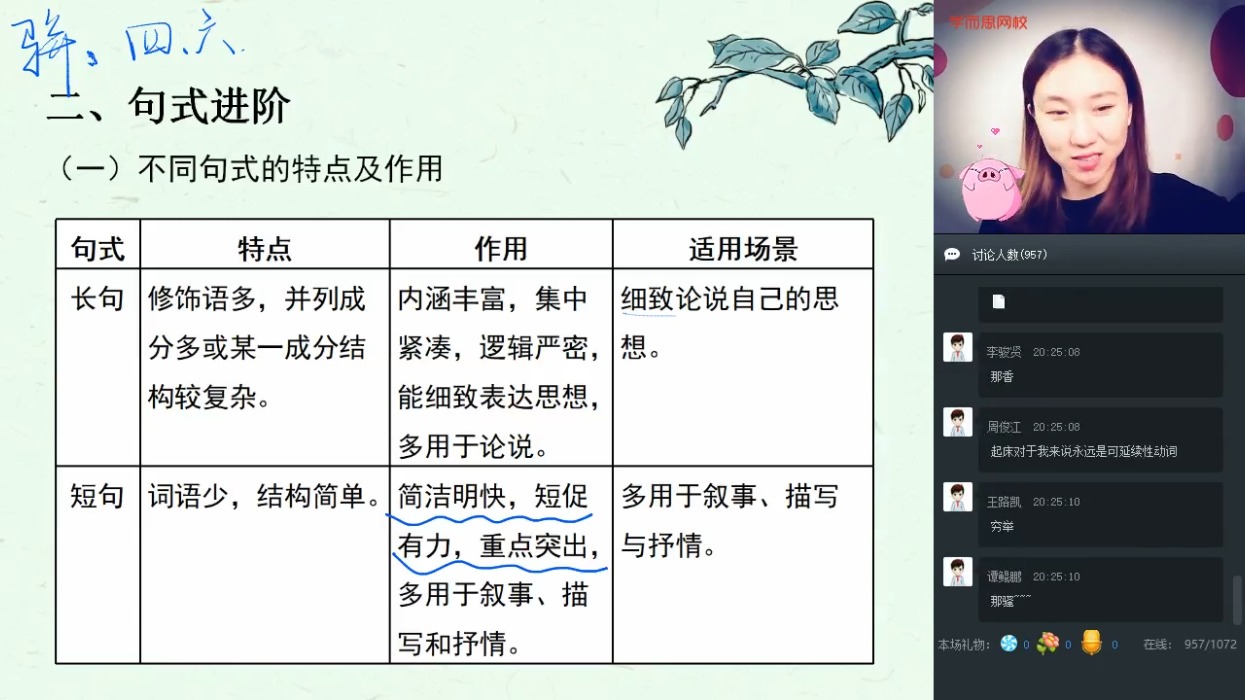 骈、四、六
二、句式进阶
（一）不同句式的特点及作用
句式 特点 作用 适用场景
长句
修饰语多，并列成
分多或某一成分结
构较复杂。
内涵丰富，集中
紧凑，逻辑严密，
能细致表达思想，
多用于论说。
细致论说自己的思
想。
短句
词语少，结构简单。
简洁明快，短促
有力，重点突出，
多用于叙事、描
写和抒情。
多用于叙事、描写
与抒情。
学而思网校
讨论人数(957)
李骏贤 20:25:08
那香
周俊江 20:25:08
起床对于我来说永远是可延续性动词
王路凯 20:25:10
穷举
谭鲲鹏 20:25:10
那骚~~~
本场礼物： 0 0 0 在线： 957/1072